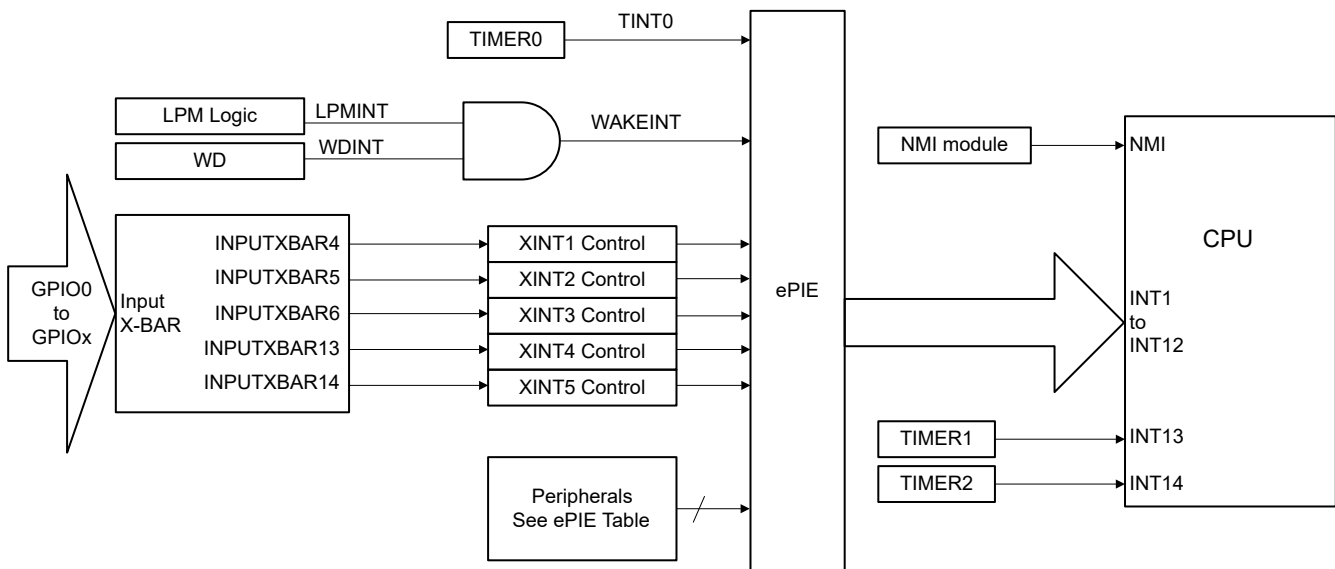 TIMER0
TINT0
LPM Logic
LPMINT
WD
WDINT
WAKEINT
GPIO0
to
GPIOx
Input
X-BAR
INPUTXBAR4
INPUTXBAR5
INPUTXBAR6
INPUTXBAR13
INPUTXBAR14
XINT1 Control
XINT2 Control
XINT3 Control
XINT4 Control
XINT5 Control
Peripherals
See ePIE Table
ePIE
NMI module
NMI
CPU
INT1
to
INT12
TIMER1
INT13
TIMER2
INT14